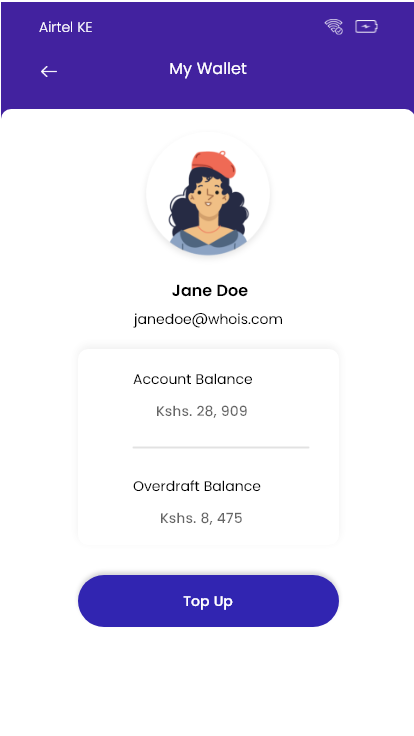 Airtel KE
My Wallet
Jane Doe
janedoe@whois.com
Account Balance
Kshs. 28, 909
Overdraft Balance
Kshs. 8, 475
Top Up